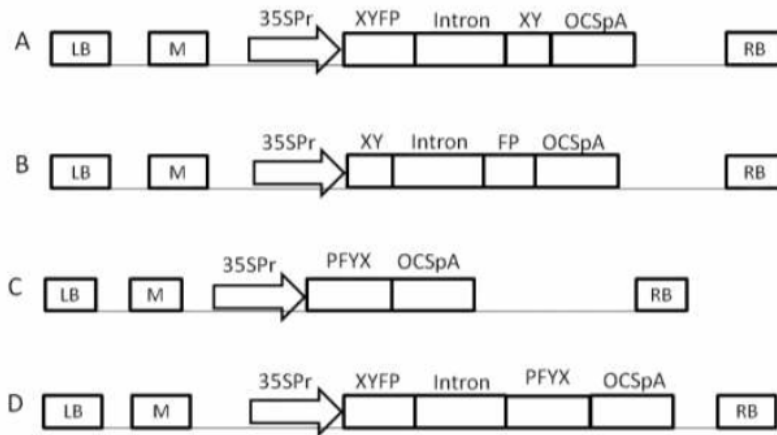 35SPr XYFP Intron XY OCSpA
A LB M RB
35SPr XY Intron FP OCSpA
B LB M RB
35SPr PFYX OCSpA
C LB M RB
35SPr XYFP Intron PFYX OCSpA
D LB M RB